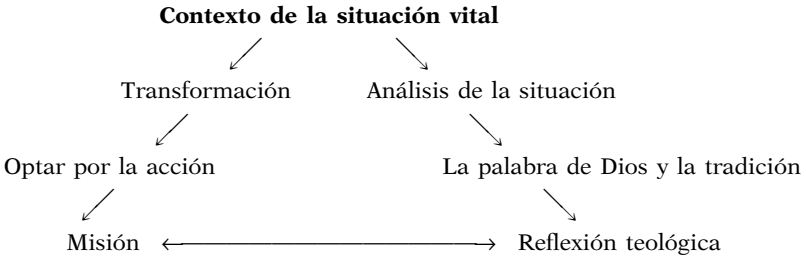 Contexto de la situación vital
Transformación
Análisis de la situación
Optar por la acción
La palabra de Dios y la tradición
Misión
Reflexión teológica